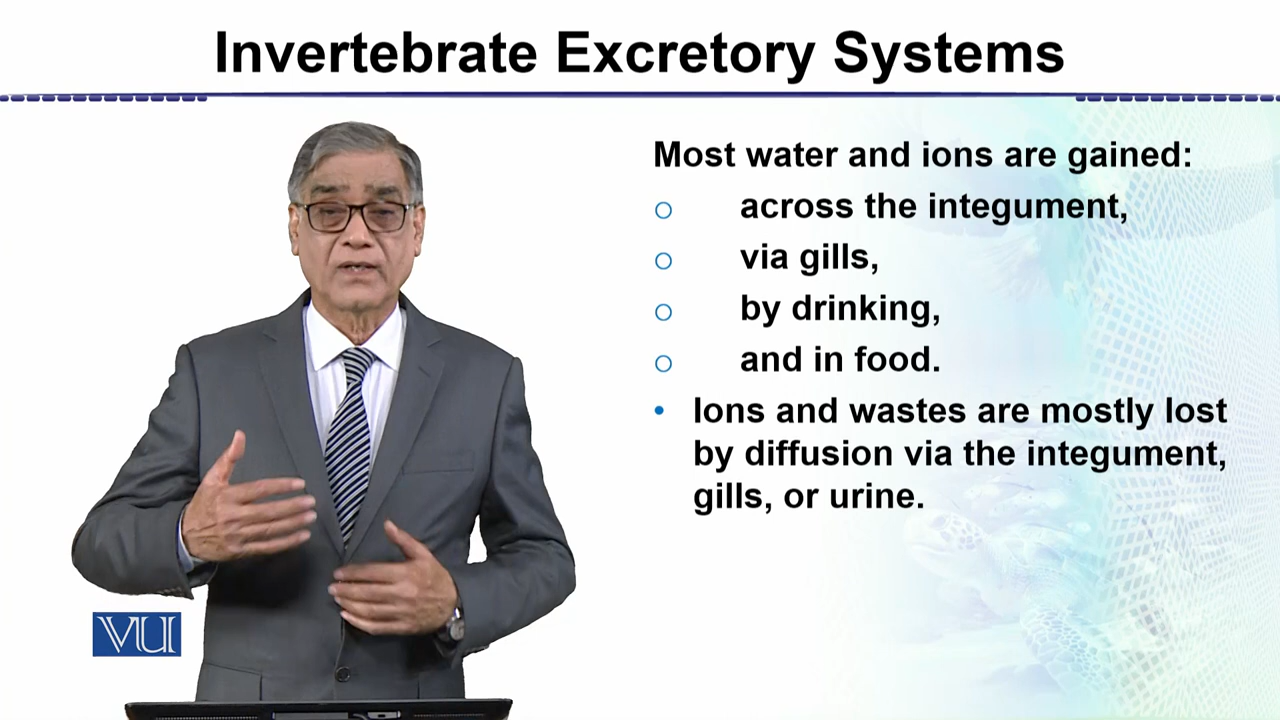 Invertebrate Excretory Systems
Most water and ions are gained:
o across the integument,
o via gills,
o by drinking,
o and in food.
• Ions and wastes are mostly lost
by diffusion via the integument,
gills, or urine.
VU